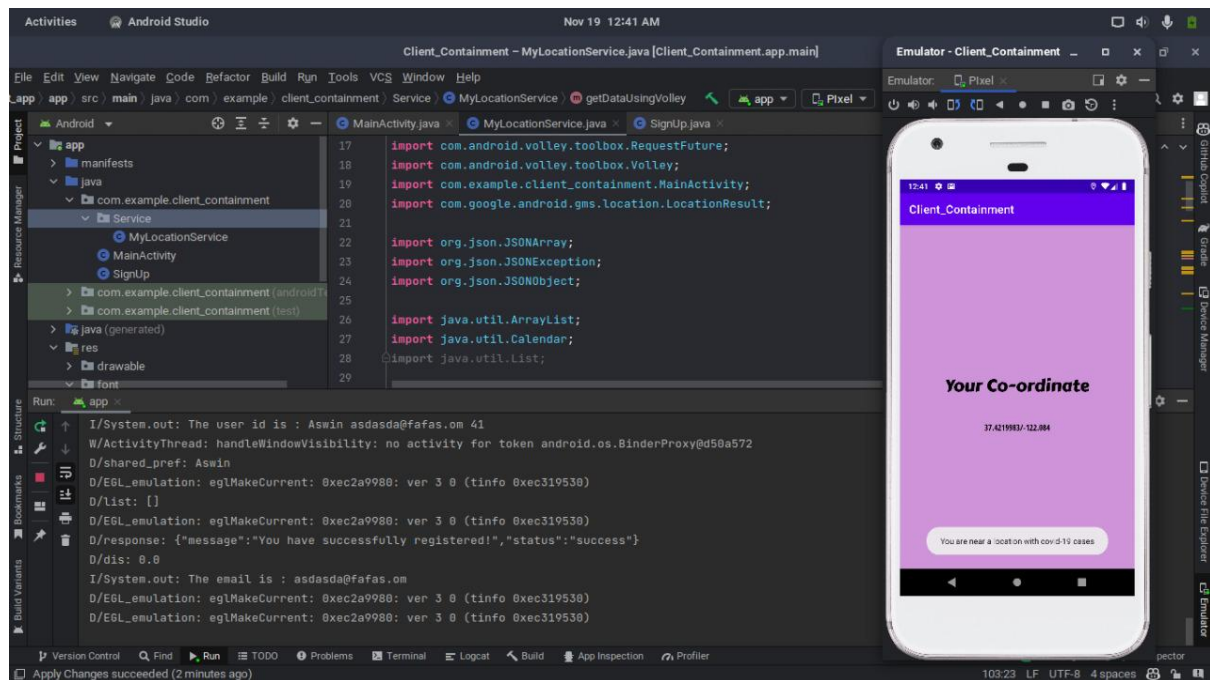 Activities Android Studio Nov 19 12:41 AM
Client_Containment – MyLocationService.java [Client_Containment.app.main]
File Edit View Navigate Code Refactor Build Run Tools VCS Window Help
t_app app src main java com example client_containment Service MyLocationService getDataUsingVolley app PIxel
Android MainActivity.java MyLocationService.java SignUp.java
app
manifests
java
com.example.client_containment
Service
MyLocationService
MainActivity
SignUp
com.example.client_containment (androidTe
com.example.client_containment (test)
java (generated)
res
drawable
font
17 import com.android.volley.toolbox.RequestFuture;
18 import com.android.volley.toolbox.Volley;
19 import com.example.client_containment.MainActivity;
20 import com.google.android.gms.location.LocationResult;
21
22 import org.json.JSONArray;
23 import org.json.JSONException;
24 import org.json.JSONObject;
25
26 import java.util.ArrayList;
27 import java.util.Calendar;
28 import java.util.List;
29
Run: app
I/System.out: The user id is : Aswin asdasda@fafas.om 41
W/ActivityThread: handleWindowVisibility: no activity for token android.os.BinderProxy@d50a572
D/shared_pref: Aswin
D/EGL_emulation: eglMakeCurrent: 0xec2a9980: ver 3 0 (tinfo 0xec319530)
D/list: []
D/EGL_emulation: eglMakeCurrent: 0xec2a9980: ver 3 0 (tinfo 0xec319530)
D/response: {"message":"You have successfully registered!","status":"success"}
D/dis: 0.0
I/System.out: The email is : asdasda@fafas.om
D/EGL_emulation: eglMakeCurrent: 0xec2a9980: ver 3 0 (tinfo 0xec319530)
D/EGL_emulation: eglMakeCurrent: 0xec2a9980: ver 3 0 (tinfo 0xec319530)
Version Control Find Run TODO Problems Terminal Logcat Build App Inspection Profiler
Apply Changes succeeded (2 minutes ago)
103:23 LF UTF-8 4 spaces
Project
Resource Manager
Structure
Bookmarks
Build Variants
Emulator - Client_Containment
Emulator: PIxel
12:41
Client_Containment
Your Co-ordinate
37.4219983/-122.084
You are near a location with covid-19 cases
GitHub Copilot
Gradle
Device Manager
Device File Explorer
Emulator
pector